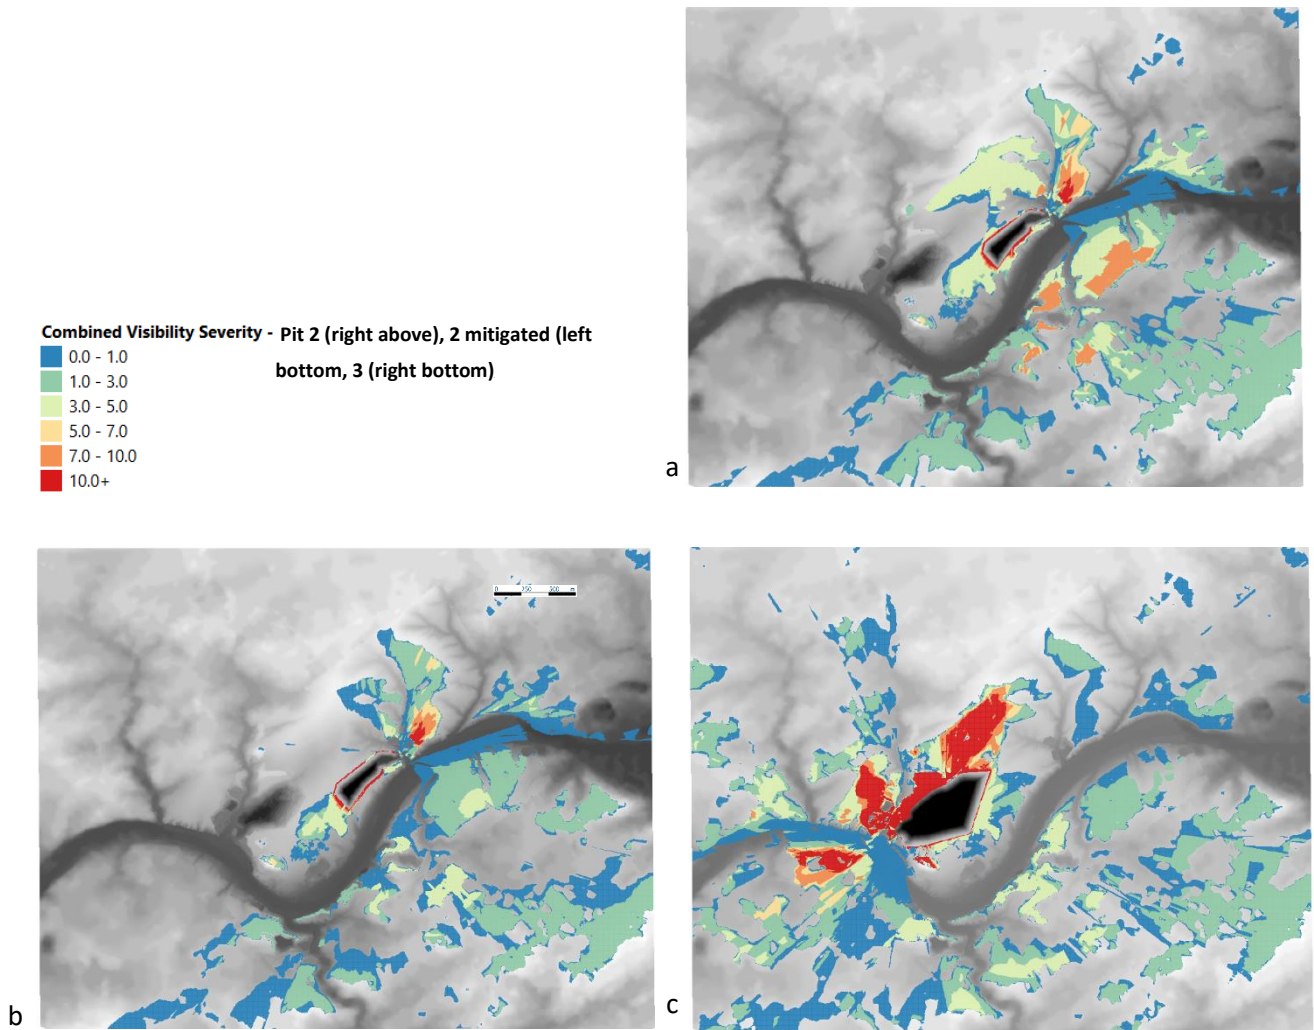 Combined Visibility Severity - Pit 2 (right above), 2 mitigated (left
bottom, 3 (right bottom)
0.0 - 1.0
1.0 - 3.0
3.0 - 5.0
5.0 - 7.0
7.0 - 10.0
10.0+
a
b
c